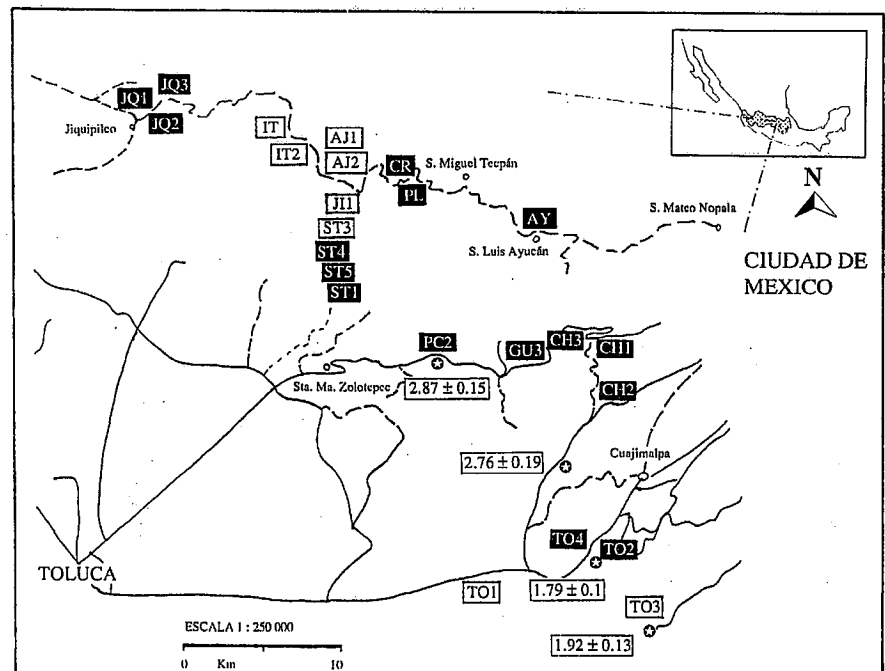 JQ1
JQ3
Jiquipilco
JQ2
IT
IT2
AJ1
AJ2
CR
PL
S. Miguel Tecpán
JI1
ST3
ST4
ST5
ST1
AY
S. Luis Ayucán
S. Mateo Nopala
N
CIUDAD DE
MEXICO
PC2
GU3
CH3
CH1
CH2
Sta. Ma. Zolotepec
2.87 ± 0.15
2.76 ± 0.19
Cuajimalpa
TO4
TO2
TOLUCA
TO1
1.79 ± 0.1
TO3
1.92 ± 0.13
ESCALA 1 : 250 000
0 Km 10